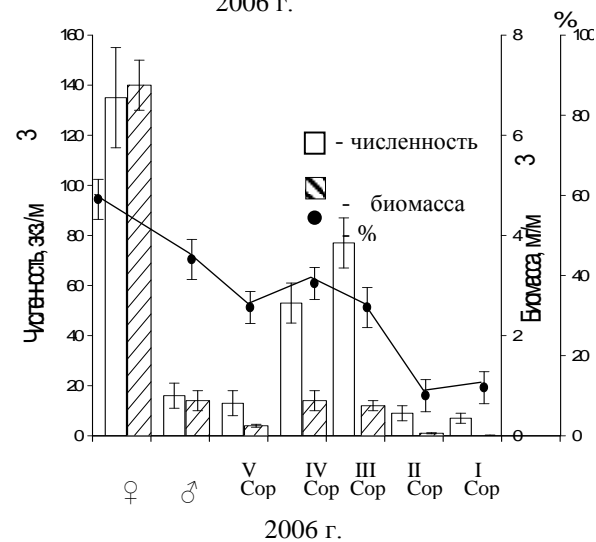 2006 г.
%
160 8 100
140
120 6 80
100 60
80 4
60 40
40 2 20
20
0 0 0
Численность, экз/м 3
Биомасса, мг/м 3
- численность
- биомасса
- %
♀ ♂ V Cop IV Cop III Cop II Cop I Cop
2006 г.